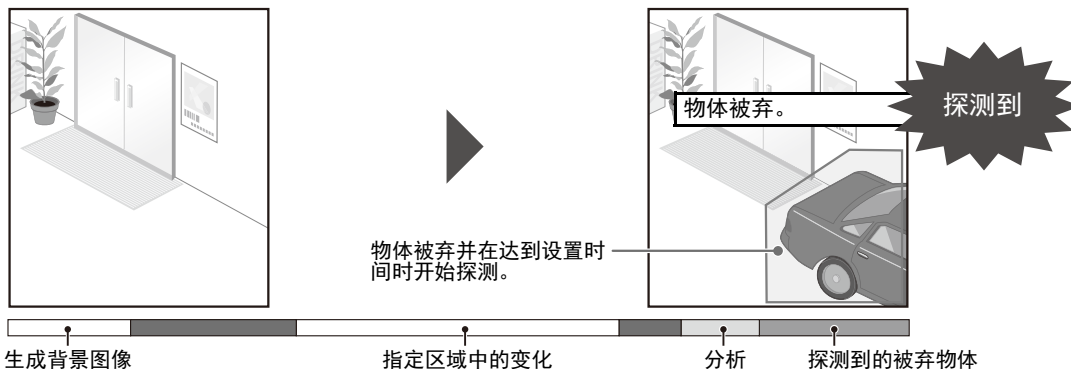 物体被弃。
探测到
物体被弃并在达到设置时
间时开始探测。
生成背景图像
指定区域中的变化
分析
探测到的被弃物体